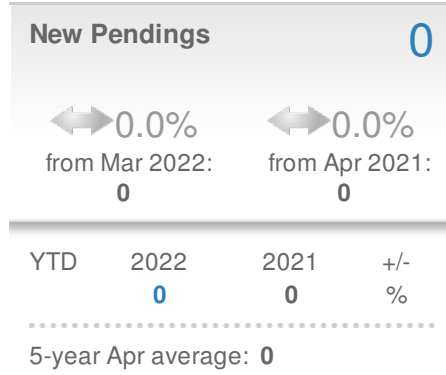 New Pendings 0
0.0% 0.0%
from Mar 2022: from Apr 2021:
0 0
YTD 2022 2021 +/-
0 0 %
5-year Apr average: 0